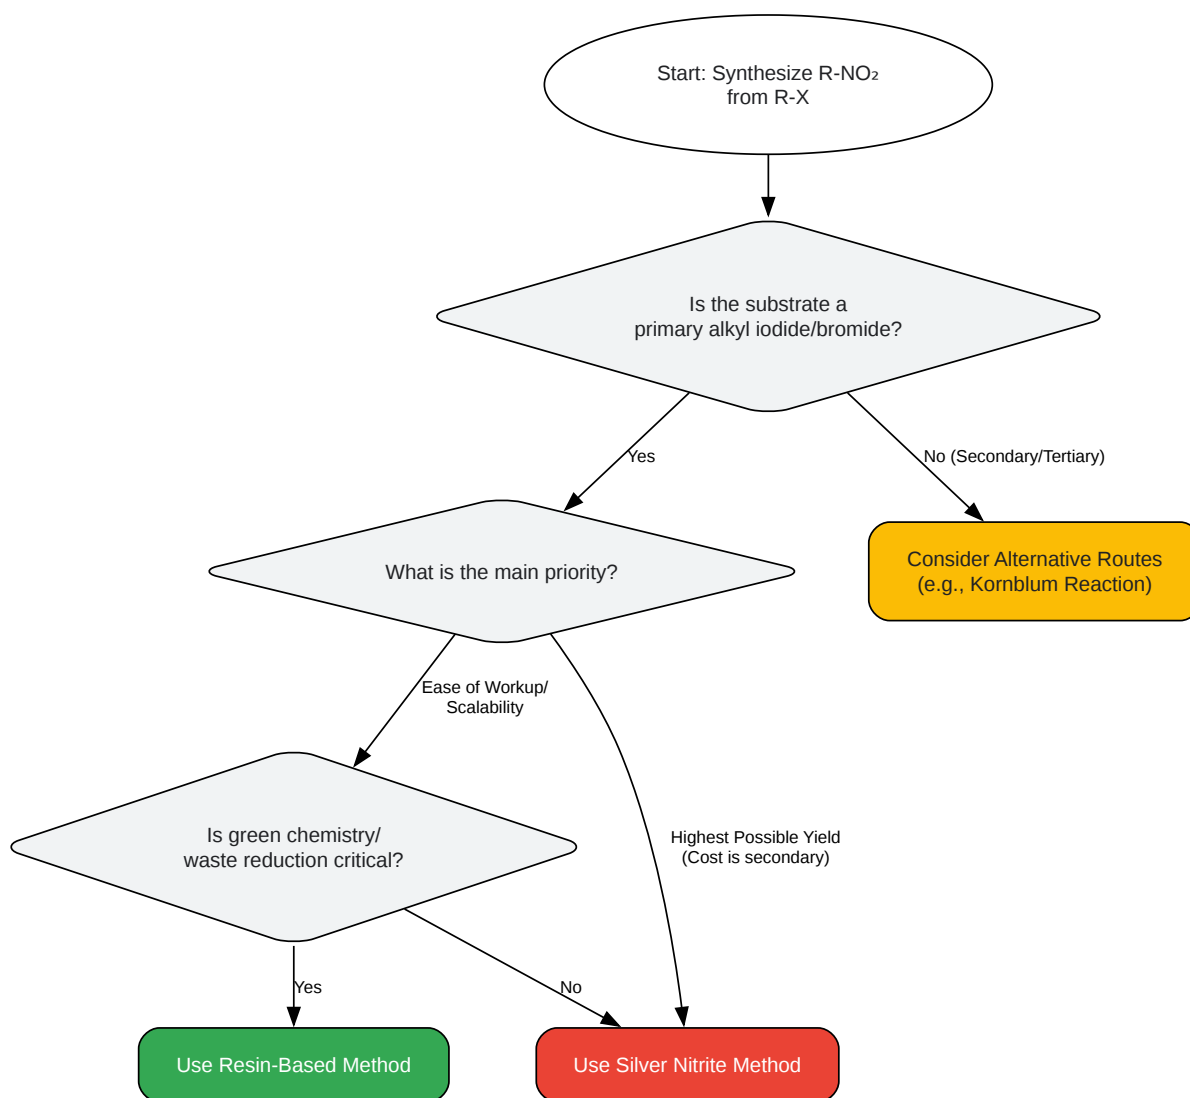 Start: Synthesize R-NO₂
from R-X
Is the substrate a
primary alkyl iodide/bromide?
Yes
No (Secondary/Tertiary)
What is the main priority?
Consider Alternative Routes
(e.g., Kornblum Reaction)
Ease of Workup/
Scalability
Highest Possible Yield
(Cost is secondary)
Is green chemistry/
waste reduction critical?
Yes
No
Use Resin-Based Method
Use Silver Nitrite Method